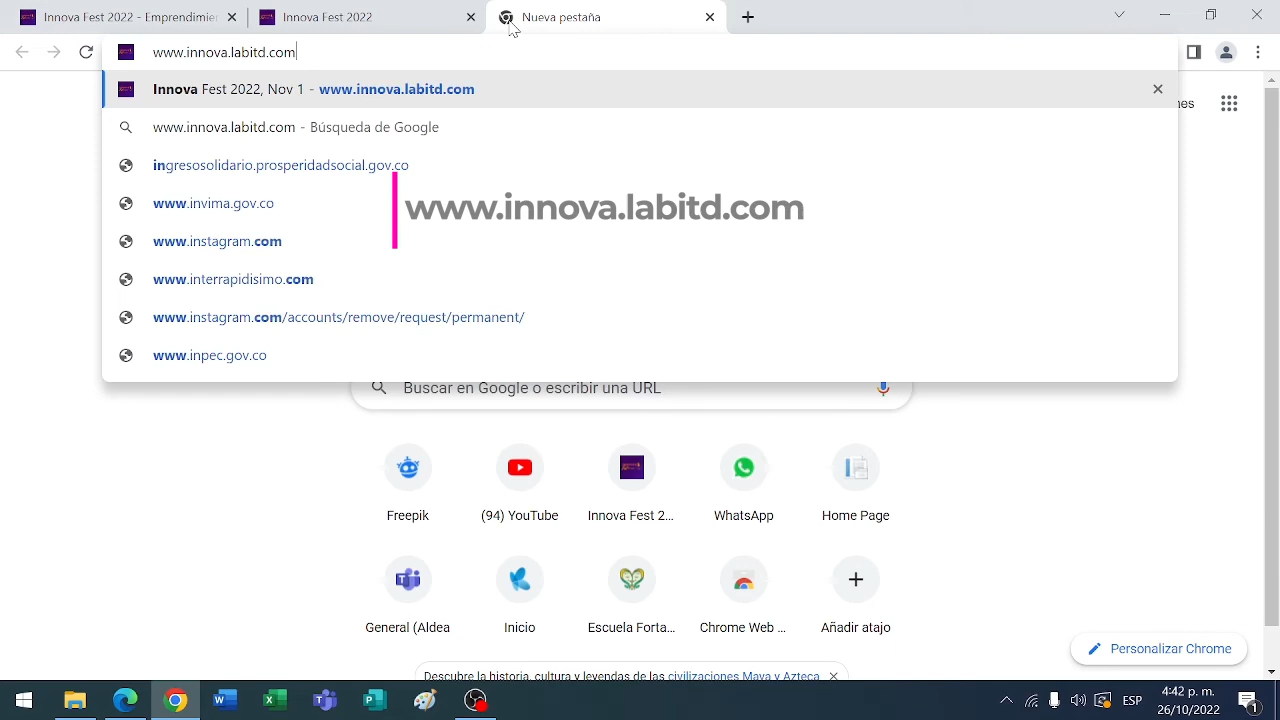 Innova Fest 2022 - Emprendimier
Innova Fest 2022
Nueva pestaña
www.innova.labitd.com
Innova Fest 2022, Nov 1 - www.innova.labitd.com
www.innova.labitd.com - Búsqueda de Google
nes
ingresosolidario.prosperidadsocial.gov.co
www.invima.gov.co
www.innova.labitd.com
www.instagram.com
www.interrapidisimo.com
www.instagram.com/accounts/remove/request/permanent/
www.inpec.gov.co
Buscar en Google o escribir una URL
Freepik
(94) YouTube
Innova Fest 2...
WhatsApp
Home Page
General (Aldea
Inicio
Escuela Forta...
Chrome Web ...
Añadir atajo
Personalizar Chrome
Descubre la historia, cultura y leyendas de las civilizaciones Maya y Azteca
ESP
4:42 p. m.
26/10/2022